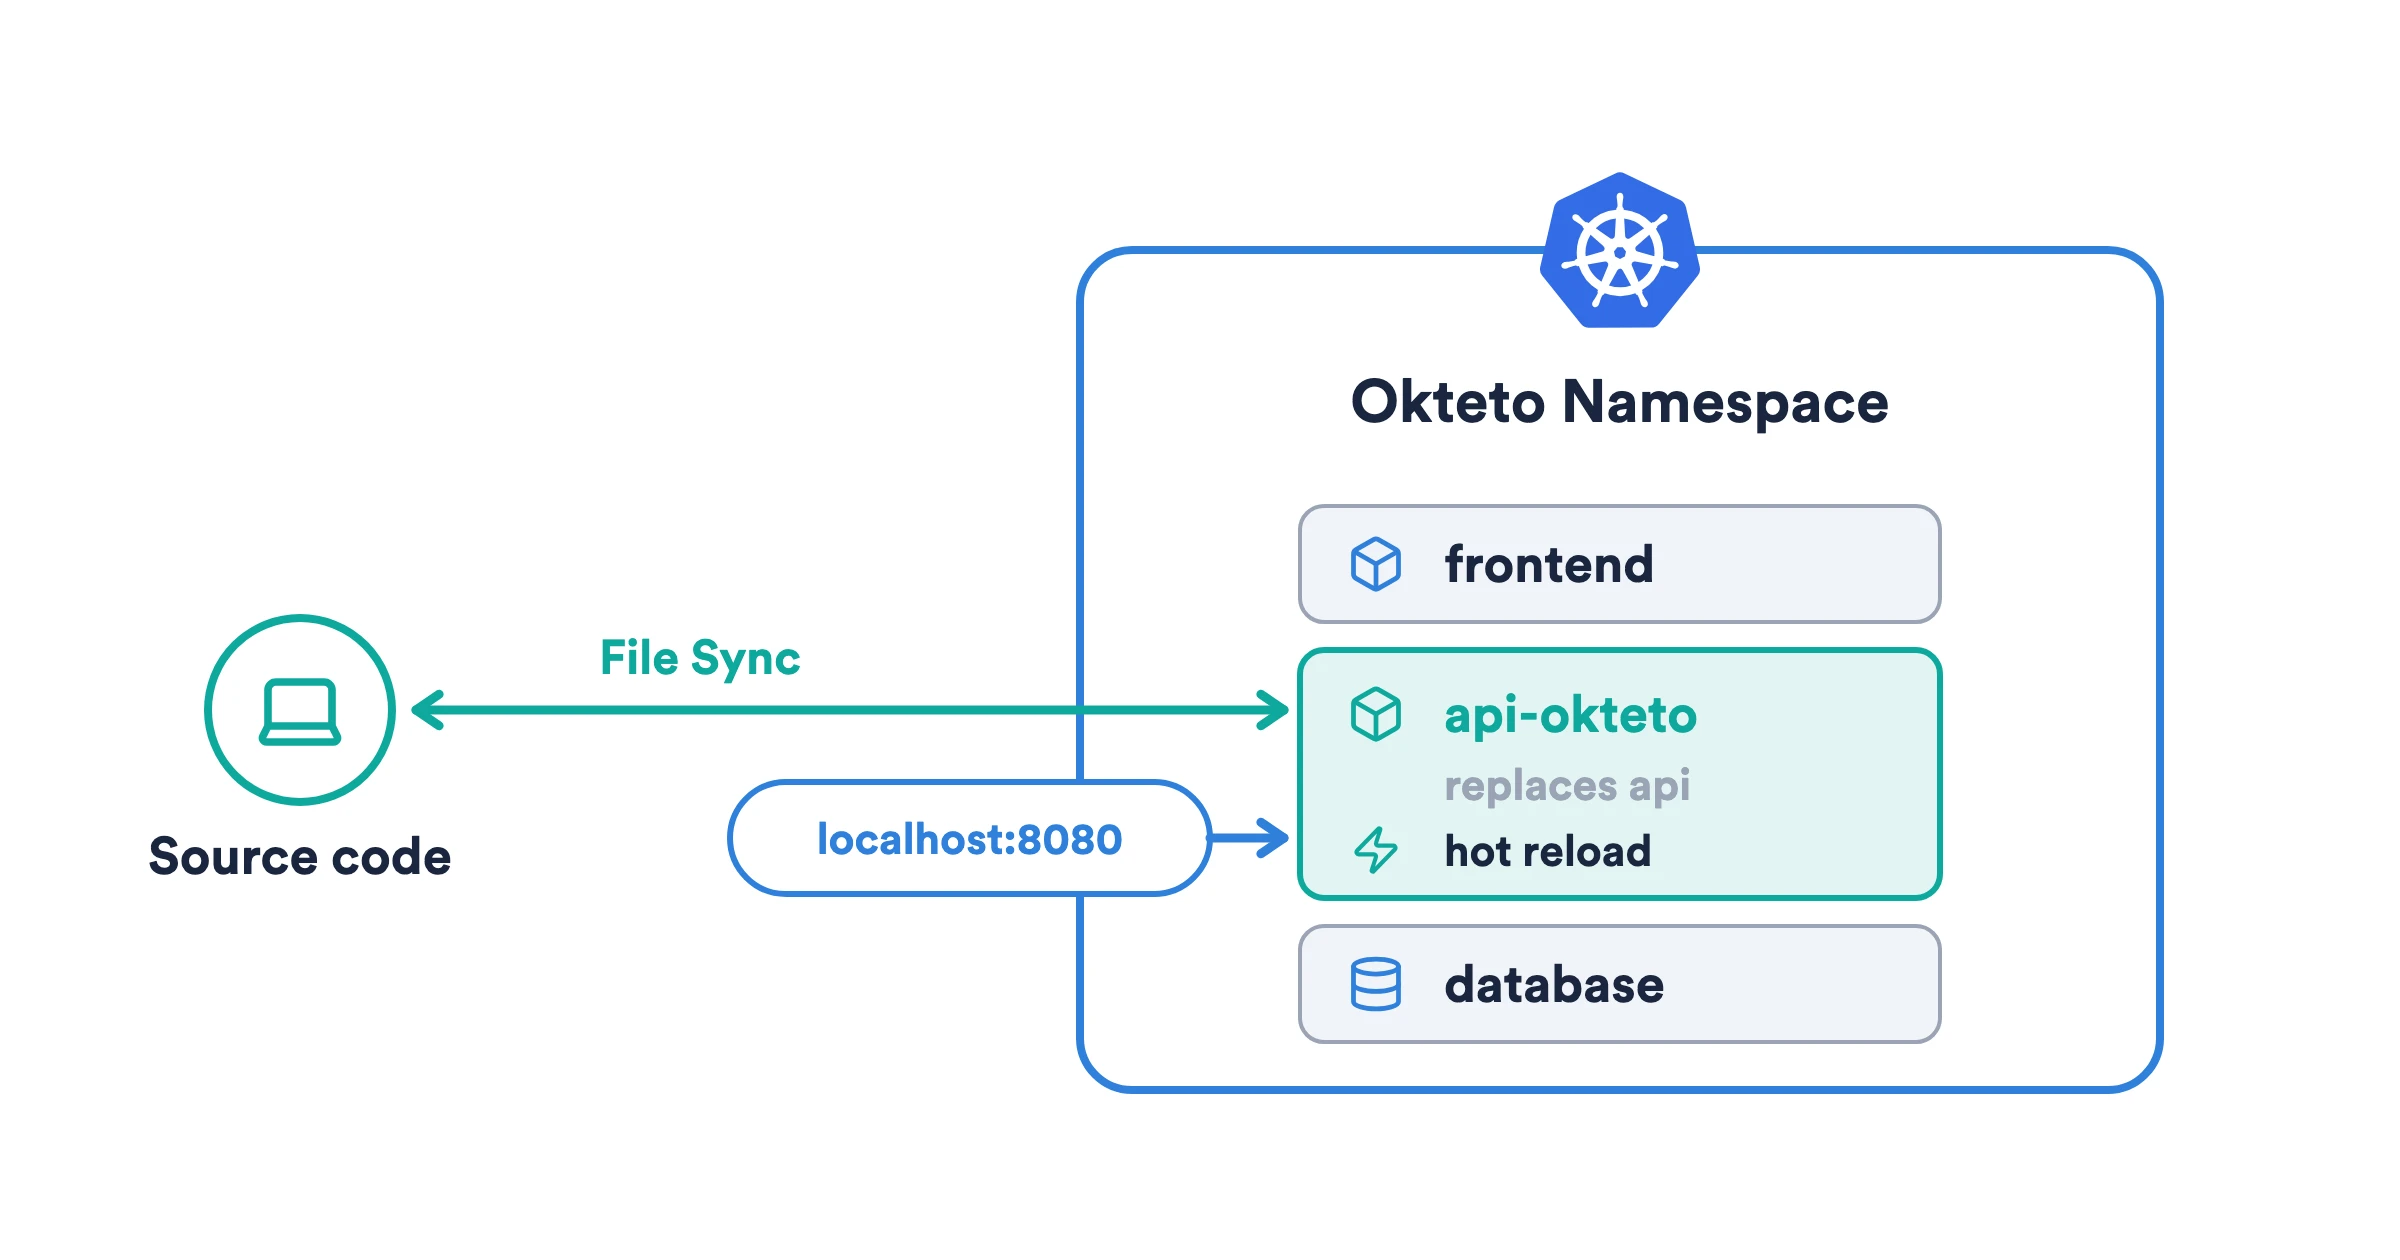 Okteto Namespace
frontend
File Sync
api-okteto
replaces api
localhost:8080
hot reload
Source code
database